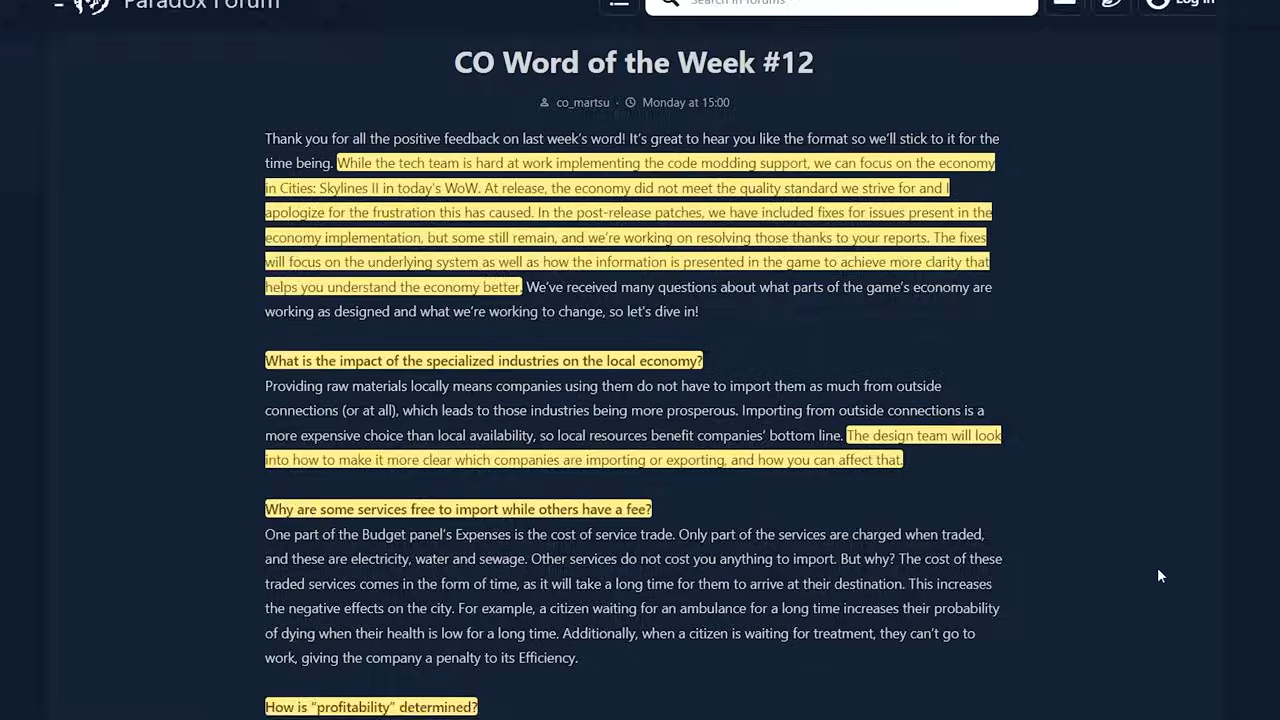 Paradox Forum
Search in forums
Log in
CO Word of the Week #12
co_martsu · Monday at 15:00
Thank you for all the positive feedback on last week's word! It's great to hear you like the format so we'll stick to it for the
time being. While the tech team is hard at work implementing the code modding support, we can focus on the economy
in Cities: Skylines II in today's WoW. At release, the economy did not meet the quality standard we strive for and I
apologize for the frustration this has caused. In the post-release patches, we have included fixes for issues present in the
economy implementation, but some still remain, and we're working on resolving those thanks to your reports. The fixes
will focus on the underlying system as well as how the information is presented in the game to achieve more clarity that
helps you understand the economy better. We've received many questions about what parts of the game's economy are
working as designed and what we're working to change, so let's dive in!
What is the impact of the specialized industries on the local economy?
Providing raw materials locally means companies using them do not have to import them as much from outside
connections (or at all), which leads to those industries being more prosperous. Importing from outside connections is a
more expensive choice than local availability, so local resources benefit companies' bottom line. The design team will look
into how to make it more clear which companies are importing or exporting, and how you can affect that.
Why are some services free to import while others have a fee?
One part of the Budget panel's Expenses is the cost of service trade. Only part of the services are charged when traded,
and these are electricity, water and sewage. Other services do not cost you anything to import. But why? The cost of these
traded services comes in the form of time, as it will take a long time for them to arrive at their destination. This increases
the negative effects on the city. For example, a citizen waiting for an ambulance for a long time increases their probability
of dying when their health is low for a long time. Additionally, when a citizen is waiting for treatment, they can't go to
work, giving the company a penalty to its Efficiency.
How is "profitability" determined?